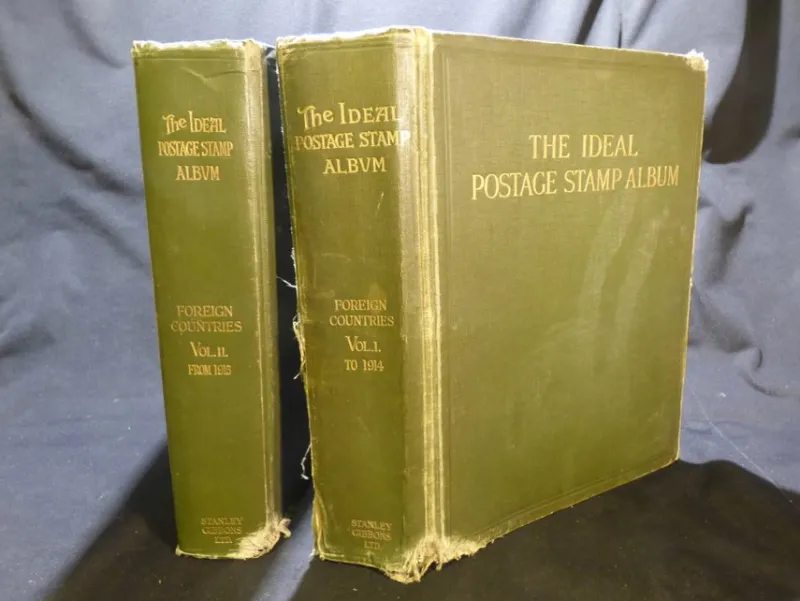 The IDEAL
POSTAGE STAMP
ALBVM
FOREIGN
COUNTRIES
VOL. II.
FROM 1915
STANLEY
GIBBONS
LTD.
The IDEAL
POSTAGE STAMP
ALBVM
FOREIGN
COUNTRIES
VOL. I.
TO 1914
STANLEY
GIBBONS
LTD.
THE IDEAL
POSTAGE STAMP ALBUM